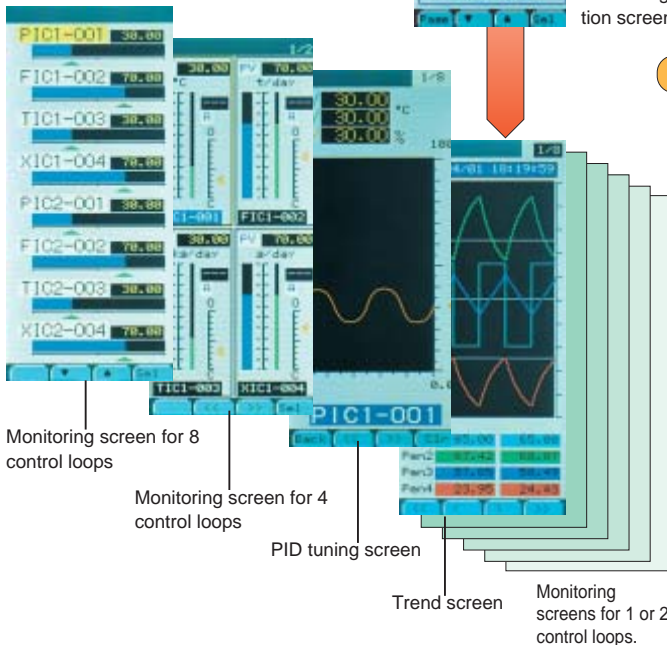 tion screen
PIC1-001 30.00
FIC1-002 70.00
TIC1-003 30.00
XIC1-004 70.00
PIC2-001 30.00
FIC2-002 70.00
TIC2-003 30.00
XIC2-004 70.00
Sel
1/2
30.00 PV 70.00
°C t/day
FIC1-002
30.00 PV 70.00
TIC1-003 XIC1-004
<< >> Sel
1/8
30.00 °C
30.00
30.00 %
PIC1-001
Back << >> Clr
1/8
18:19:59
65.00 65.00
Pen2
Pen3
Pen4 23.95 24.43
<< < > >>
Monitoring screen for 8
control loops
Monitoring screen for 4
control loops
PID tuning screen
Trend screen
Monitoring
screens for 1 or 2
control loops.